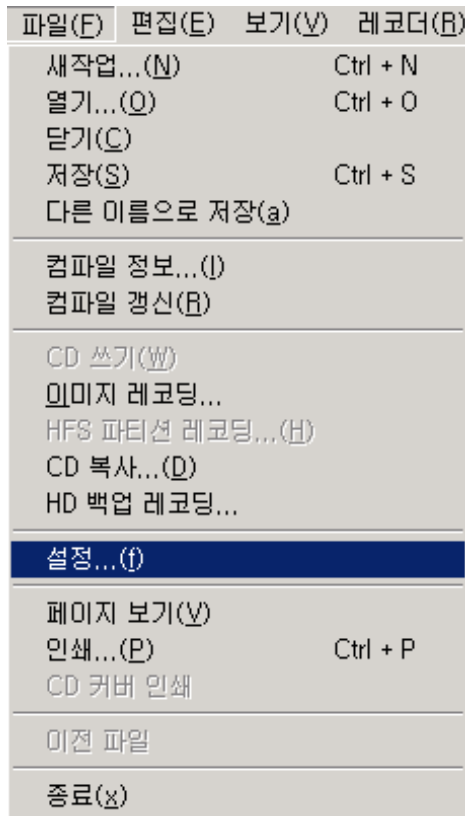 파일(F) 편집(E) 보기(V) 레코더(R)
새작업...(N) Ctrl + N
열기...(O) Ctrl + O
닫기(C)
저장(S) Ctrl + S
다른 이름으로 저장(a)
컴파일 정보...(I)
컴파일 갱신(R)
CD 쓰기(W)
이미지 레코딩...
HFS 파티션 레코딩...(H)
CD 복사...(D)
HD 백업 레코딩...
설정...(f)
페이지 보기(V)
인쇄...(P) Ctrl + P
CD 커버 인쇄
이전 파일
종료(x)